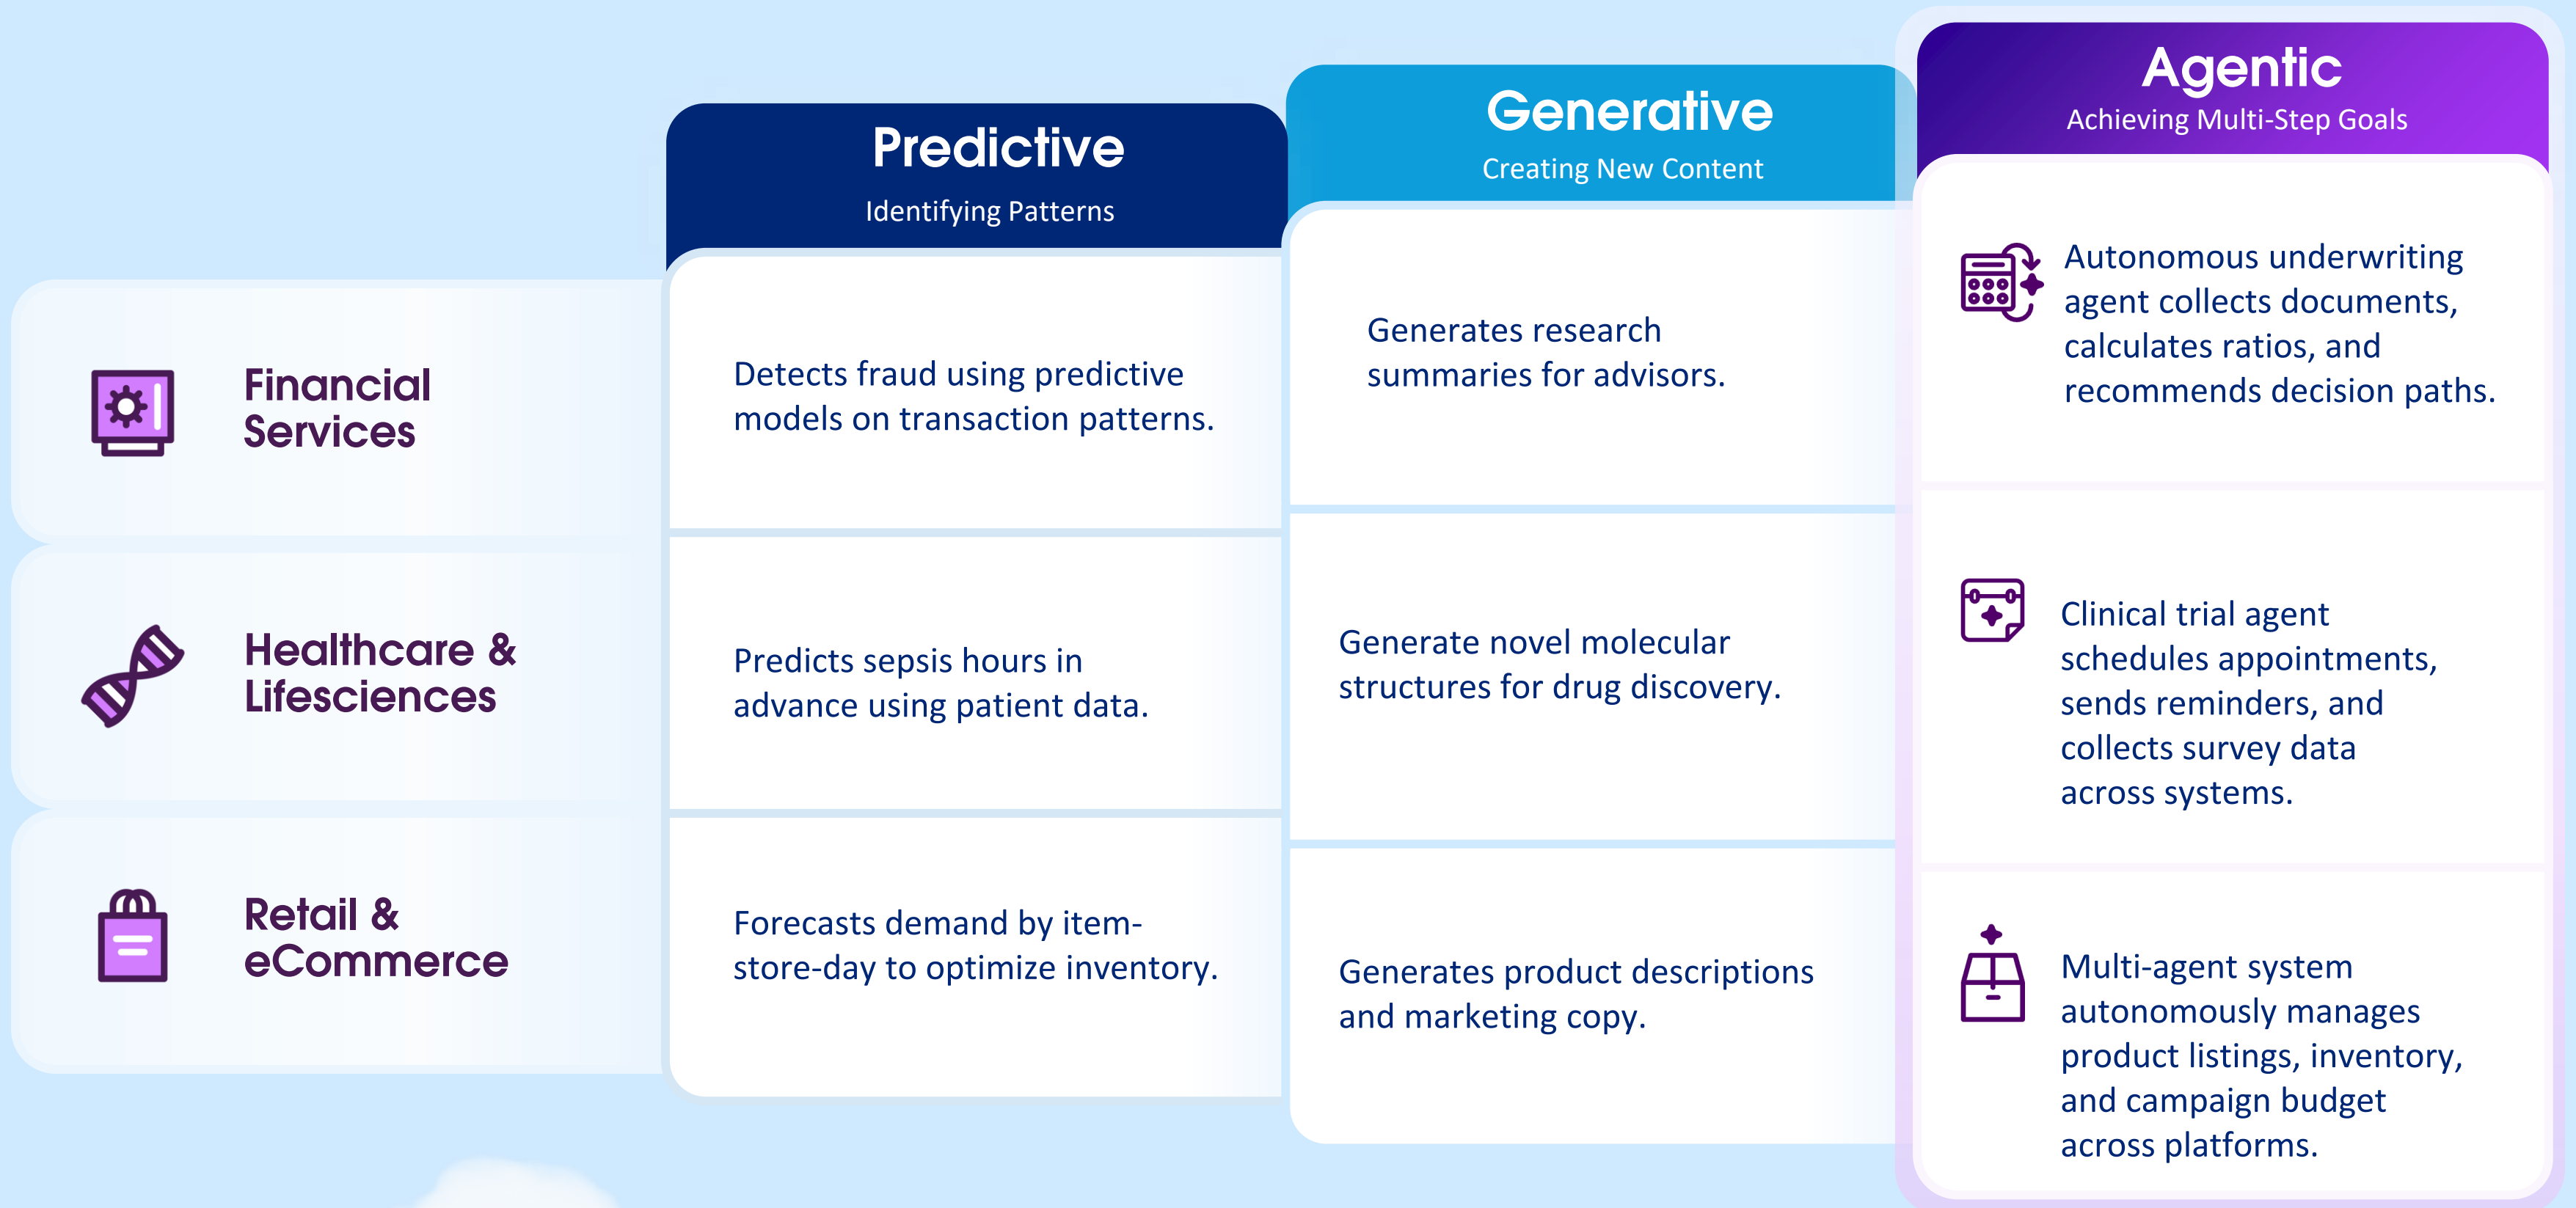 Predictive
Identifying Patterns
Generative
Creating New Content
Agentic
Achieving Multi-Step Goals
Financial
Services
Detects fraud using predictive
models on transaction patterns.
Generates research
summaries for advisors.
Autonomous underwriting
agent collects documents,
calculates ratios, and
recommends decision paths.
Healthcare &
Lifesciences
Predicts sepsis hours in
advance using patient data.
Generate novel molecular
structures for drug discovery.
Clinical trial agent
schedules appointments,
sends reminders, and
collects survey data
across systems.
Retail &
eCommerce
Forecasts demand by item-
store-day to optimize inventory.
Generates product descriptions
and marketing copy.
Multi-agent system
autonomously manages
product listings, inventory,
and campaign budget
across platforms.